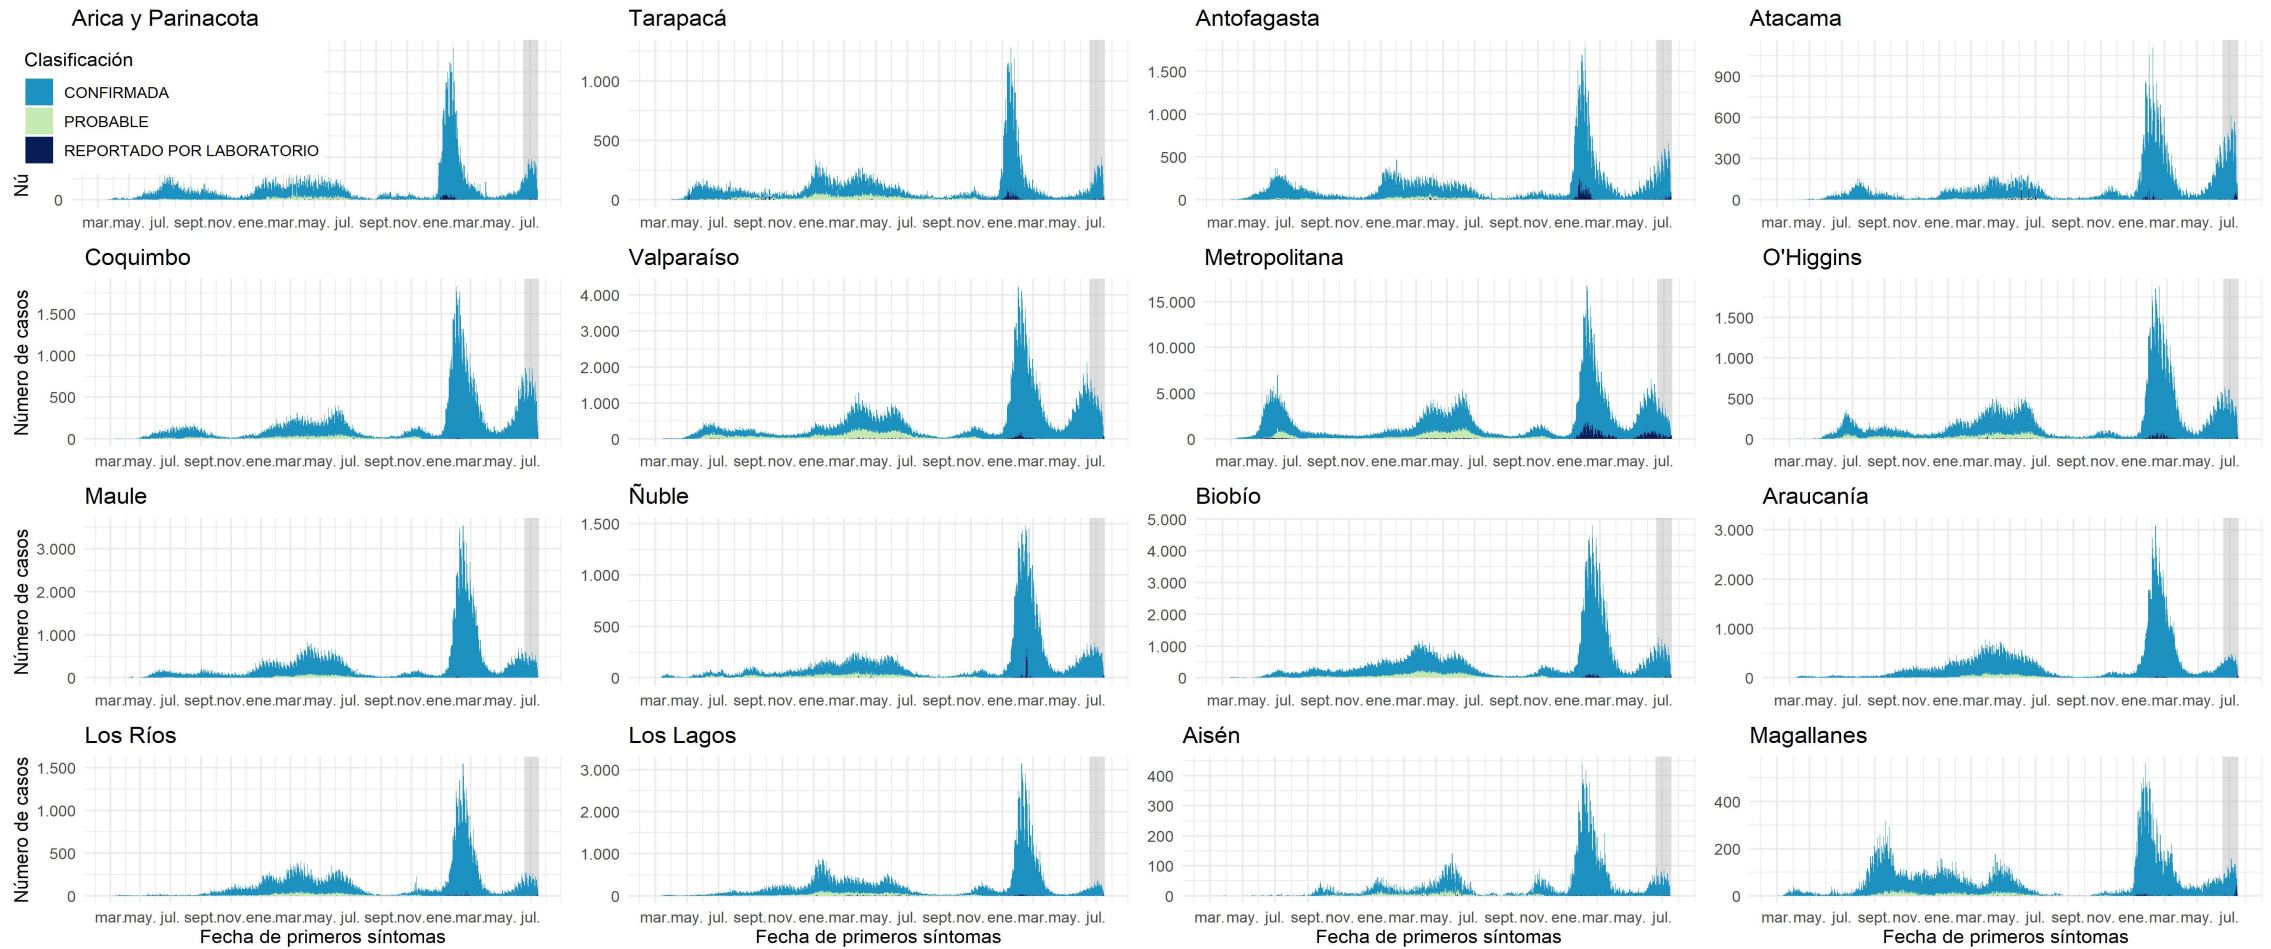 Arica y Parinacota
Clasificación
CONFIRMADA
PROBABLE
REPORTADO POR LABORATORIO
Nú
0
mar. may. jul. sept. nov. ene. mar. may. jul. sept. nov. ene. mar. may. jul.
Tarapacá
1.000
500
0
mar. may. jul. sept. nov. ene. mar. may. jul. sept. nov. ene. mar. may. jul.
Antofagasta
1.500
1.000
500
0
mar. may. jul. sept. nov. ene. mar. may. jul. sept. nov. ene. mar. may. jul.
Atacama
900
600
300
0
mar. may. jul. sept. nov. ene. mar. may. jul. sept. nov. ene. mar. may. jul.
Coquimbo
Número de casos
1.500
1.000
500
0
mar. may. jul. sept. nov. ene. mar. may. jul. sept. nov. ene. mar. may. jul.
Valparaíso
4.000
3.000
2.000
1.000
0
mar. may. jul. sept. nov. ene. mar. may. jul. sept. nov. ene. mar. may. jul.
Metropolitana
15.000
10.000
5.000
0
mar. may. jul. sept. nov. ene. mar. may. jul. sept. nov. ene. mar. may. jul.
O'Higgins
1.500
1.000
500
0
mar. may. jul. sept. nov. ene. mar. may. jul. sept. nov. ene. mar. may. jul.
Maule
Número de casos
3.000
2.000
1.000
0
mar. may. jul. sept. nov. ene. mar. may. jul. sept. nov. ene. mar. may. jul.
Ñuble
1.500
1.000
500
0
mar. may. jul. sept. nov. ene. mar. may. jul. sept. nov. ene. mar. may. jul.
Biobío
5.000
4.000
3.000
2.000
1.000
0
mar. may. jul. sept. nov. ene. mar. may. jul. sept. nov. ene. mar. may. jul.
Araucanía
3.000
2.000
1.000
0
mar. may. jul. sept. nov. ene. mar. may. jul. sept. nov. ene. mar. may. jul.
Los Ríos
Número de casos
1.500
1.000
500
0
mar. may. jul. sept. nov. ene. mar. may. jul. sept. nov. ene. mar. may. jul.
Fecha de primeros síntomas
Los Lagos
3.000
2.000
1.000
0
mar. may. jul. sept. nov. ene. mar. may. jul. sept. nov. ene. mar. may. jul.
Fecha de primeros síntomas
Aisén
400
300
200
100
0
mar. may. jul. sept. nov. ene. mar. may. jul. sept. nov. ene. mar. may. jul.
Fecha de primeros síntomas
Magallanes
400
200
0
mar. may. jul. sept. nov. ene. mar. may. jul. sept. nov. ene. mar. may. jul.
Fecha de primeros síntomas